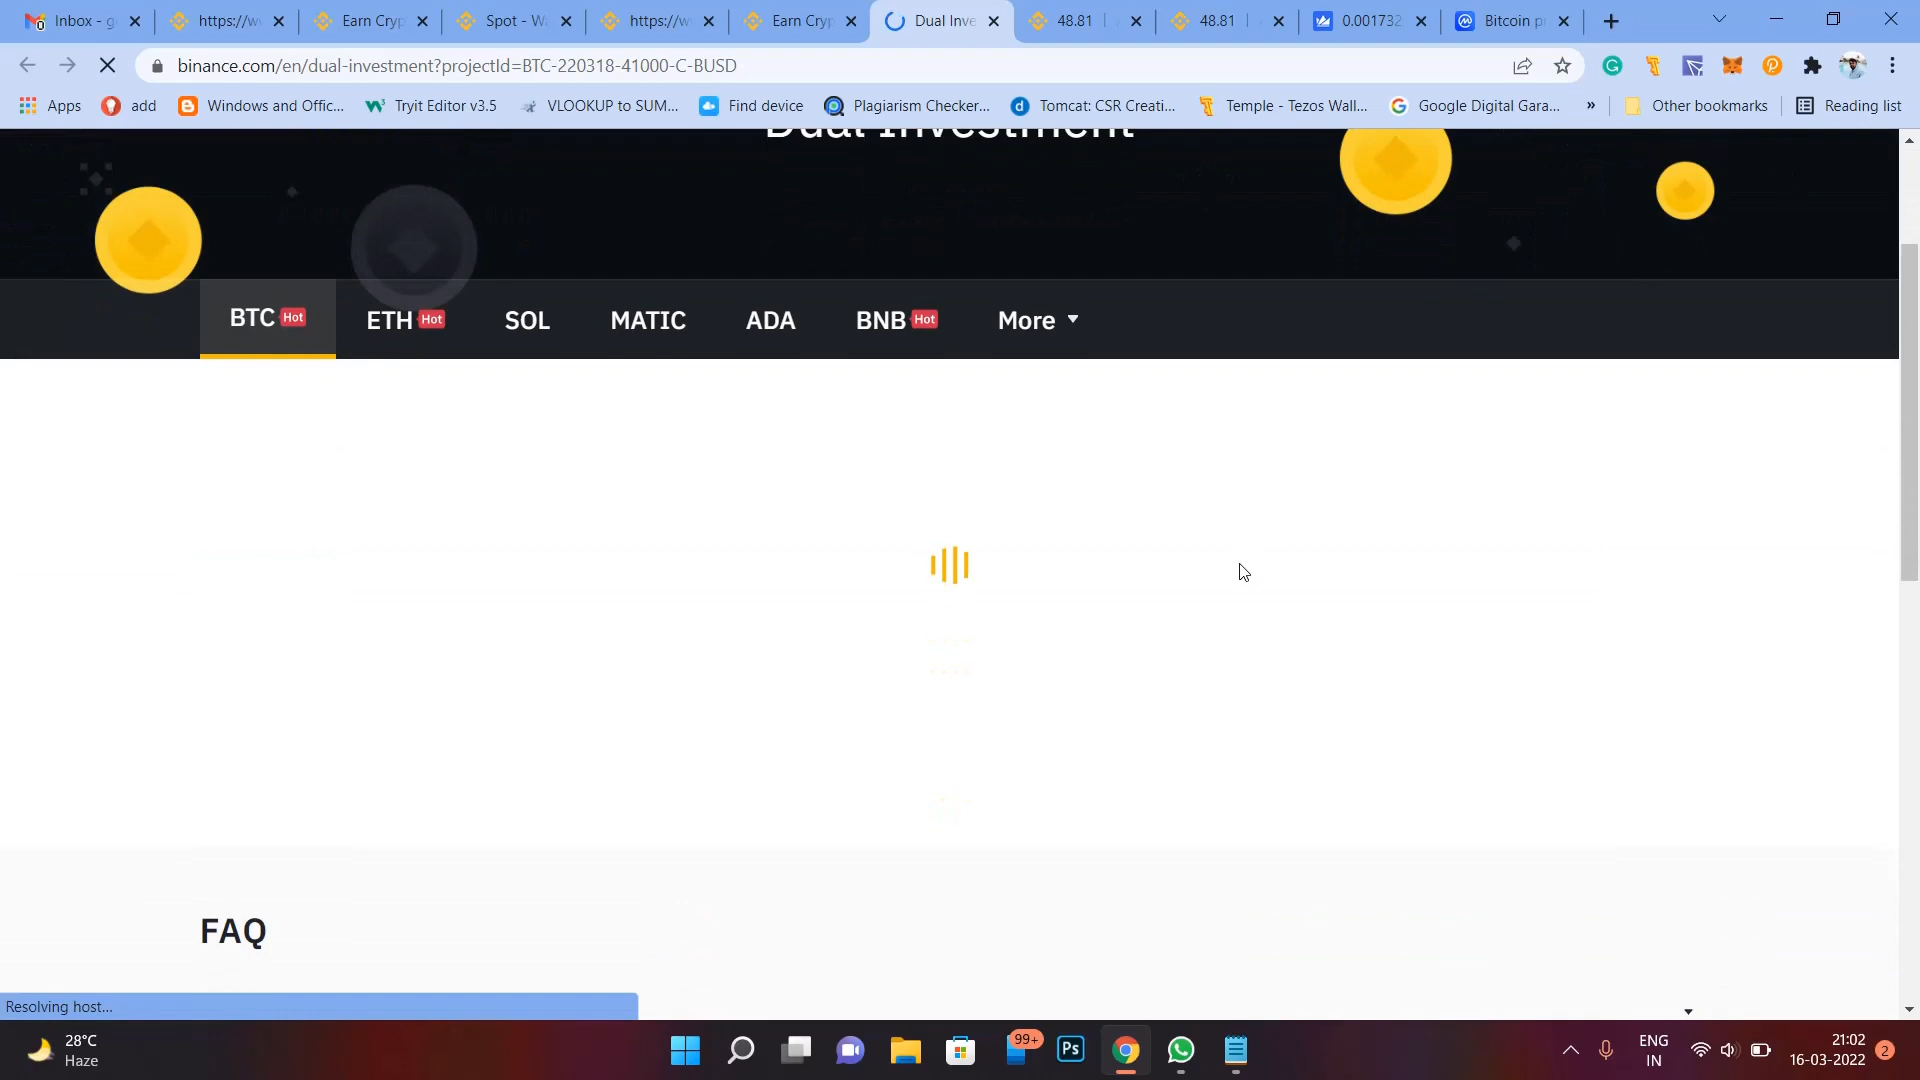 Inbox - g
https://w
Earn Cryp
Spot - W
https://w
Earn Cryp
Dual Inve
48.81
48.81
0.001732
Bitcoin p
binance.com/en/dual-investment?projectId=BTC-220318-41000-C-BUSD
Apps
add
Windows and Offic...
Tryit Editor v3.5
VLOOKUP to SUM...
Find device
Plagiarism Checker...
Tomcat: CSR Creati...
Temple - Tezos Wall...
Google Digital Gara...
»
Other bookmarks
Reading list
Dual Investment
BTC Hot
ETH Hot
SOL
MATIC
ADA
BNB Hot
More
FAQ
Resolving host...
28°C
Haze
99+
Ps
ENG
IN
21:02
16-03-2022
2